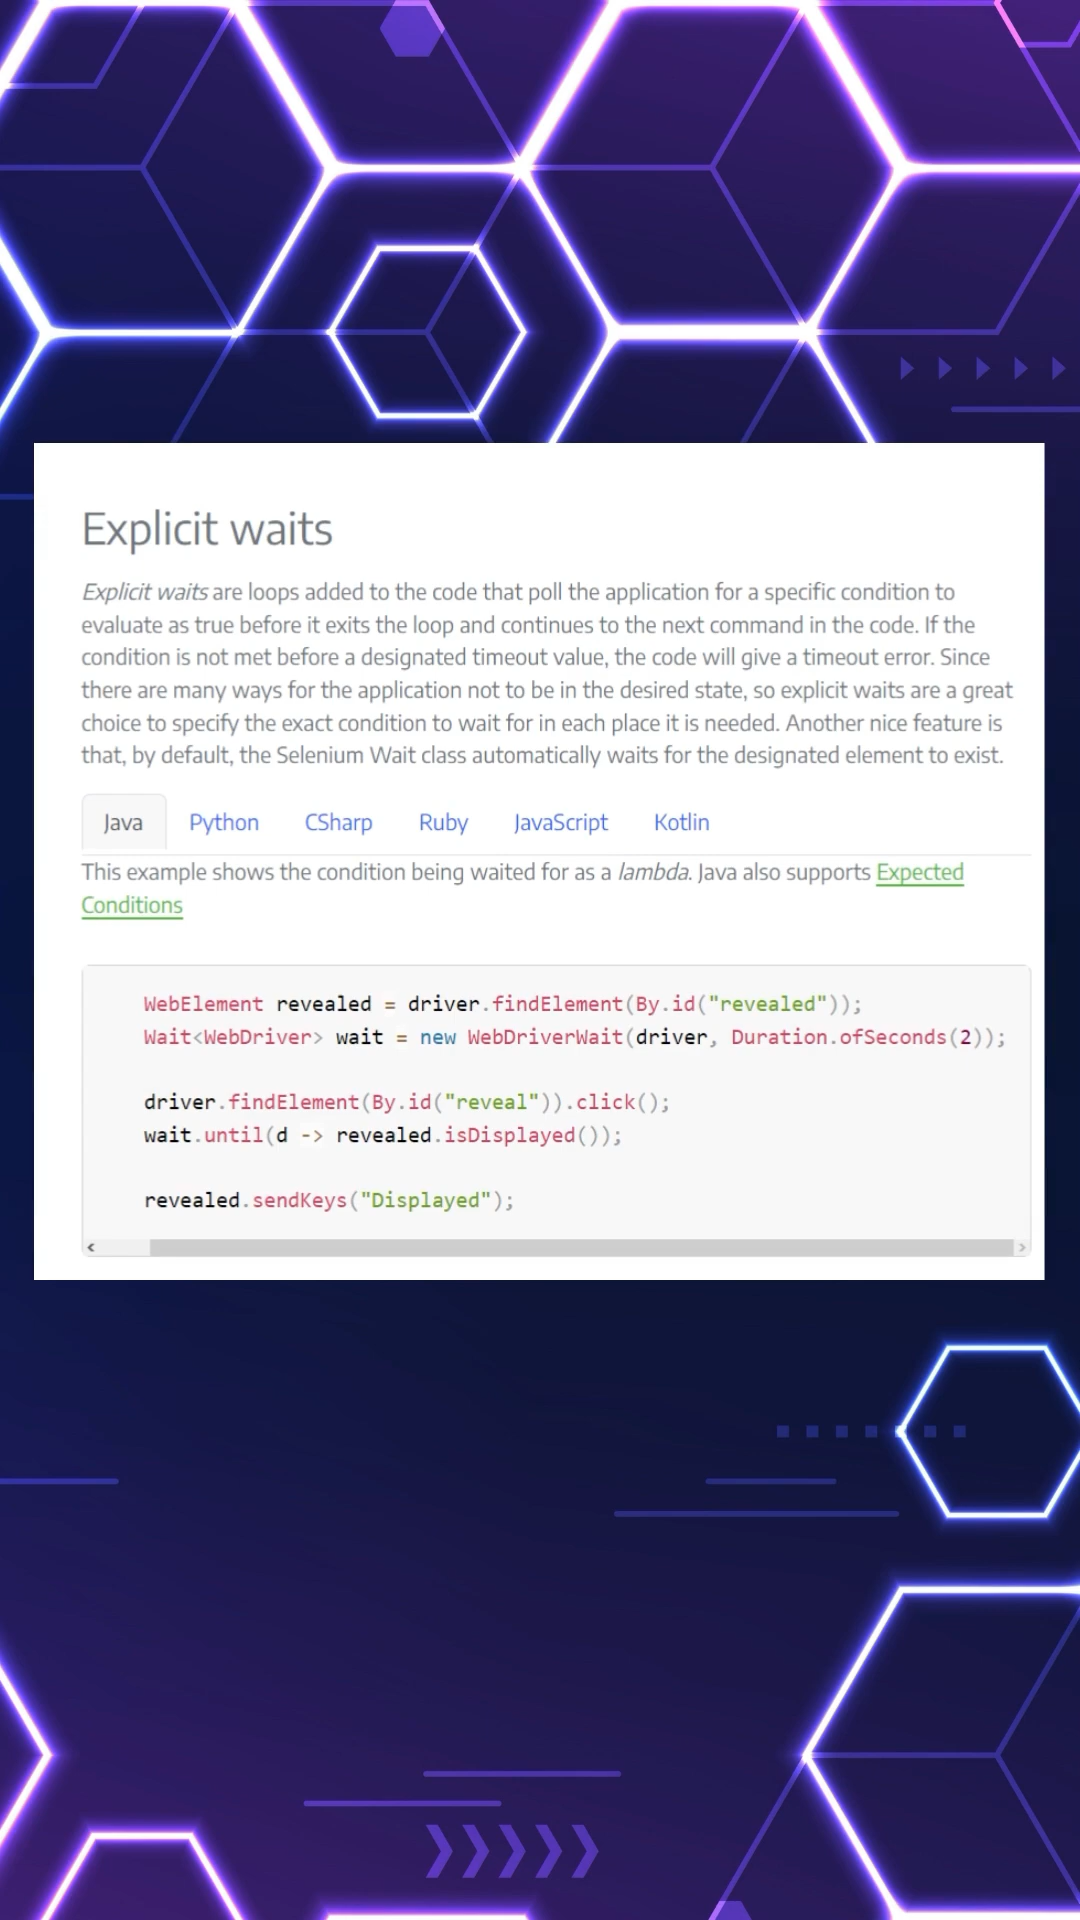 Explicit waits
Explicit waits are loops added to the code that poll the application for a specific condition to
evaluate as true before it exits the loop and continues to the next command in the code. If the
condition is not met before a designated timeout value, the code will give a timeout error. Since
there are many ways for the application not to be in the desired state, so explicit waits are a great
choice to specify the exact condition to wait for in each place it is needed. Another nice feature is
that, by default, the Selenium Wait class automatically waits for the designated element to exist.
Java Python CSharp Ruby JavaScript Kotlin
This example shows the condition being waited for as a lambda. Java also supports Expected
Conditions
WebElement revealed = driver.findElement(By.id("revealed"));
Wait<WebDriver> wait = new WebDriverWait(driver, Duration.ofSeconds(2));
driver.findElement(By.id("reveal")).click();
wait.until(d -> revealed.isDisplayed());
revealed.sendKeys("Displayed");